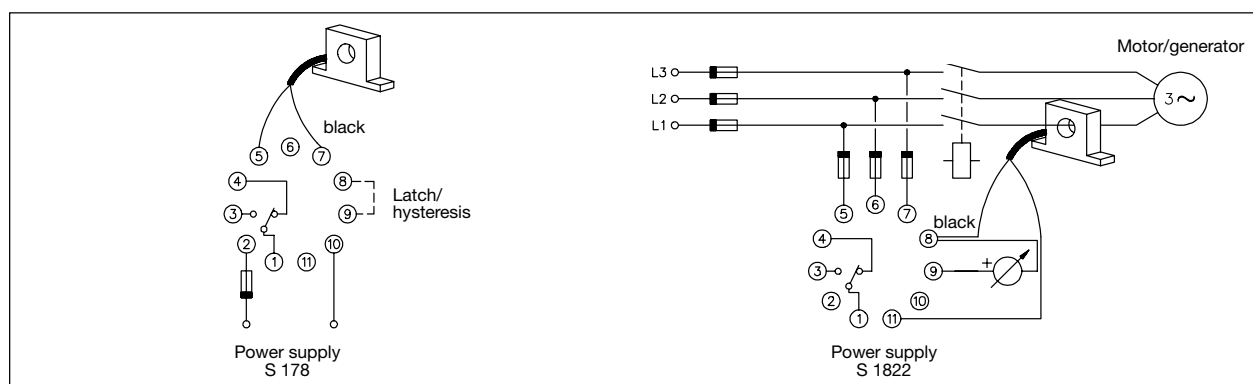 black
5
6
7
4
8
3
9
Latch/
hysteresis
2
10
1
11
Power supply
S 178
Motor/generator
L3
L2
L1
3 ~
5
6
7
black
4
8
3
9
+
2
10
1
11
Power supply
S 1822